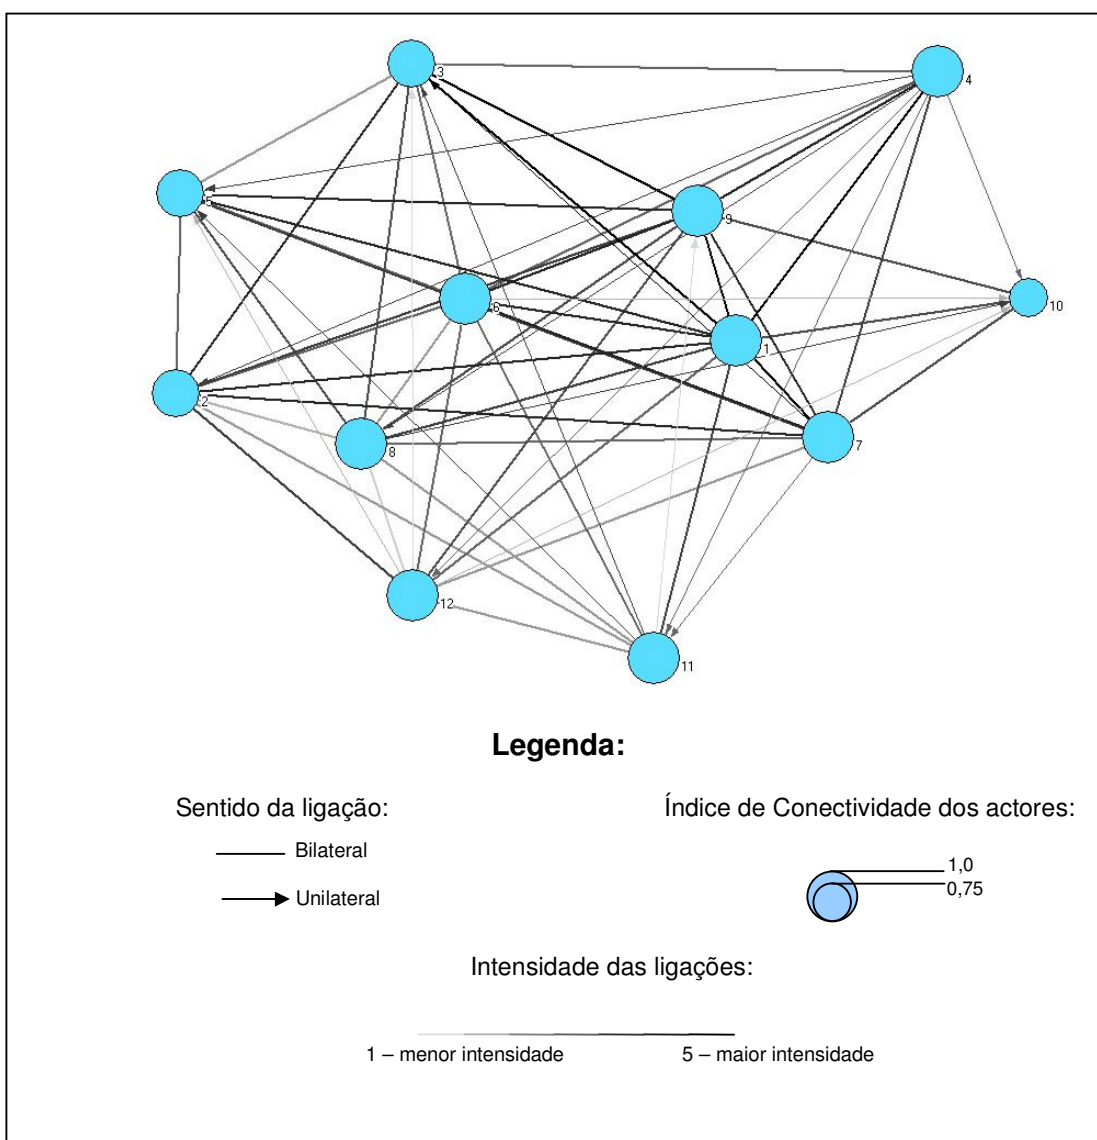 3
4
5
9
6
10
1
2
8
7
12
11
Legenda:
Sentido da ligação:
Índice de Conectividade dos actores:
Bilateral
1,0
0,75
Unilateral
Intensidade das ligações:
1 – menor intensidade
5 – maior intensidade